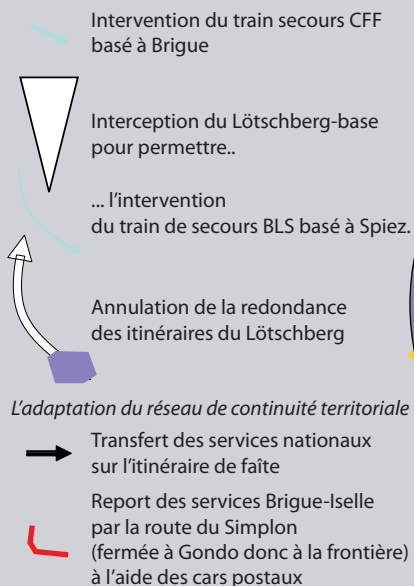 Intervention du train secours CFF
basé à Brigue
Interception du Lötschberg-base
pour permettre..
... l'intervention
du train de secours BLS basé à Spiez.
Annulation de la redondance
des itinéraires du Lötschberg
L'adaptation du réseau de continuité territoriale
Transfert des services nationaux
sur l'itinéraire de faîte
Report des services Brigue-Iselle
par la route du Simplon
(fermée à Gondo donc à la frontière)
à l'aide des cars postaux